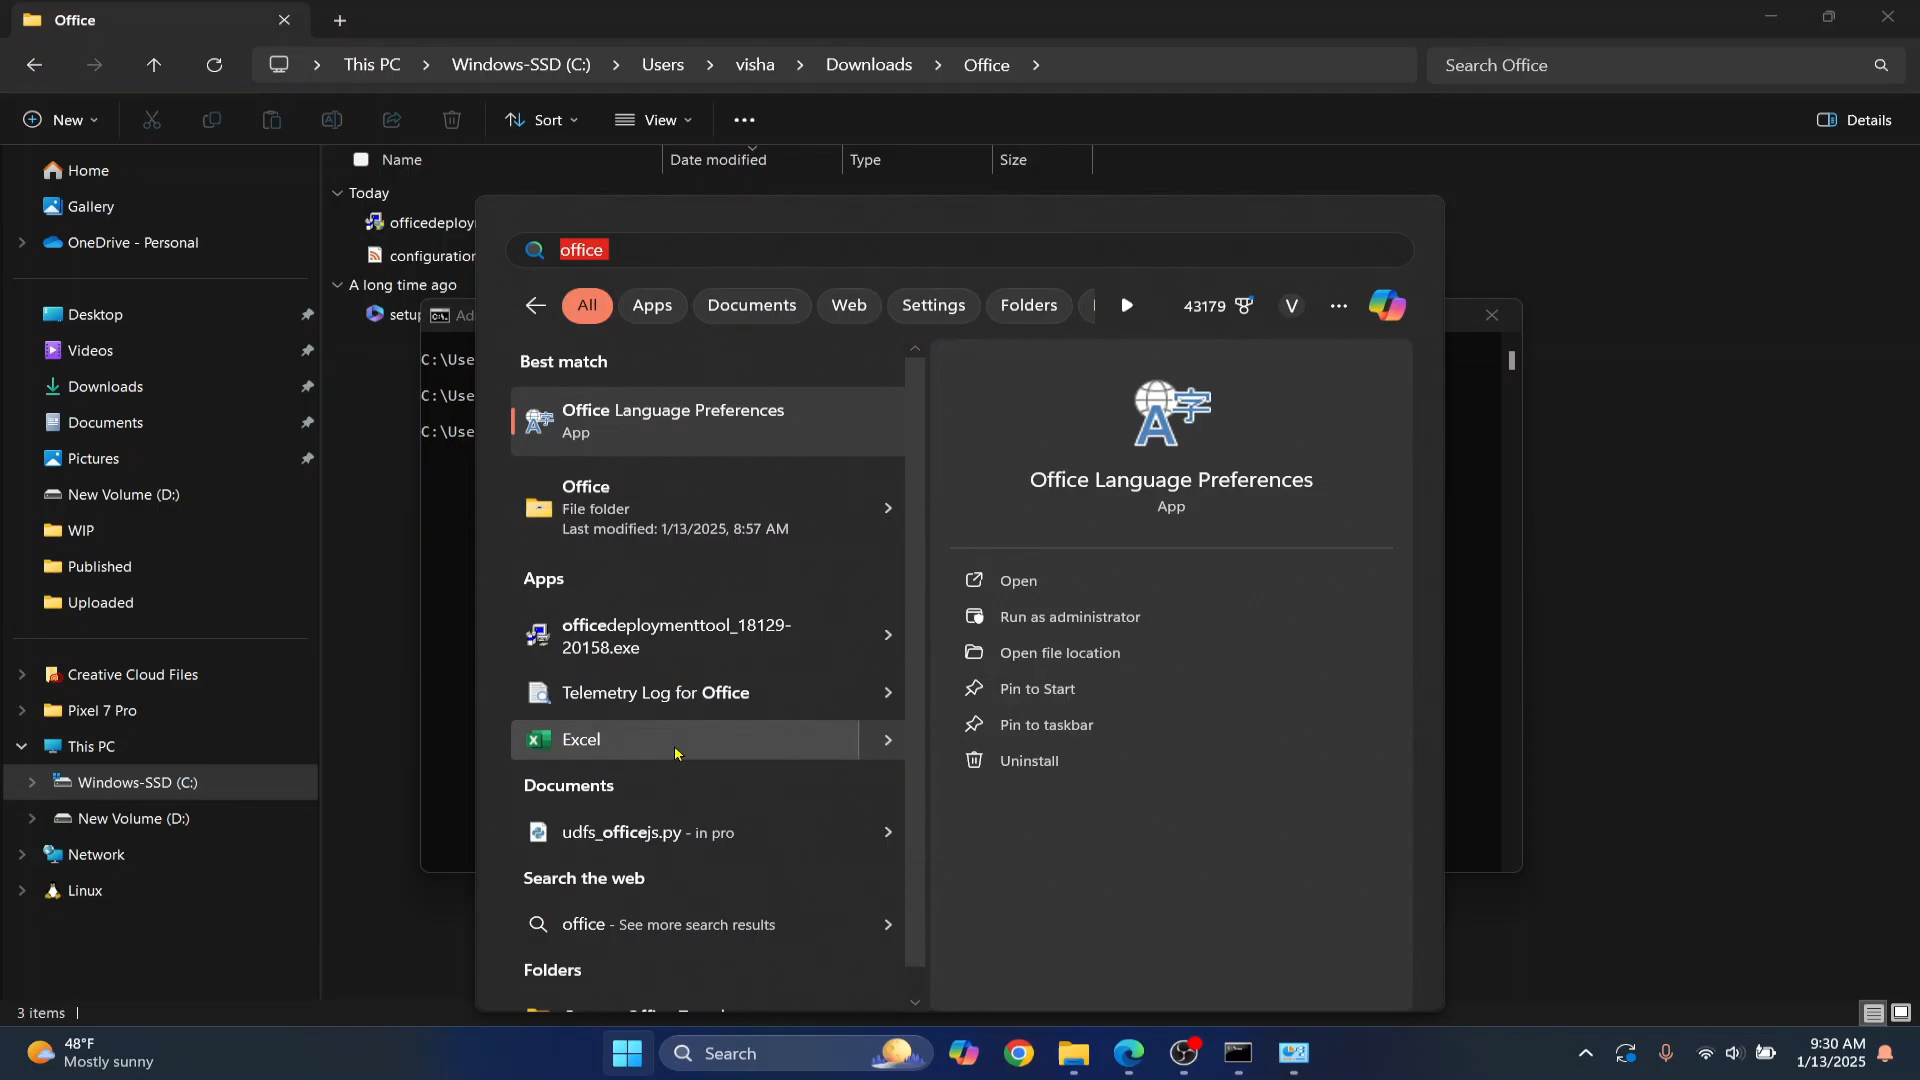 Office
This PC
Windows-SSD (C:)
Users
visha
Downloads
Office
Search Office
New
Sort
View
Details
Home
Gallery
OneDrive - Personal
Desktop
Videos
Downloads
Documents
Pictures
New Volume (D:)
WIP
Published
Uploaded
Creative Cloud Files
Pixel 7 Pro
This PC
Windows-SSD (C:)
New Volume (D:)
Network
Linux
Name
Date modified
Type
Size
Today
officedeploy
configuration
A long time ago
setup
Ad
C:\Use
C:\Use
C:\Use
office
All
Apps
Documents
Web
Settings
Folders
43179
V
Best match
Office Language Preferences
App
Office
File folder
Last modified: 1/13/2025, 8:57 AM
Apps
officedeploymenttool_18129-
20158.exe
Telemetry Log for Office
Excel
Documents
udfs_officejs.py - in pro
Search the web
office - See more search results
Folders
Office Language Preferences
App
Open
Run as administrator
Open file location
Pin to Start
Pin to taskbar
Uninstall
3 items
48°F
Mostly sunny
Search
9:30 AM
1/13/2025